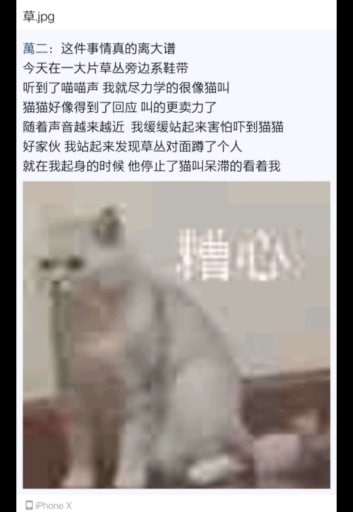 草.jpg
萬二：这件事情真的离大谱
今天在一大片草丛旁边系鞋带
听到了喵喵声 我就尽力学的很像猫叫
猫猫好像得到了回应 叫的更卖力了
随着声音越来越近 我缓缓站起来害怕吓到猫猫
好家伙 我站起来发现草丛对面蹲了个人
就在我起身的时候 他停止了猫叫呆滞的看着我
糟心
iPhone X